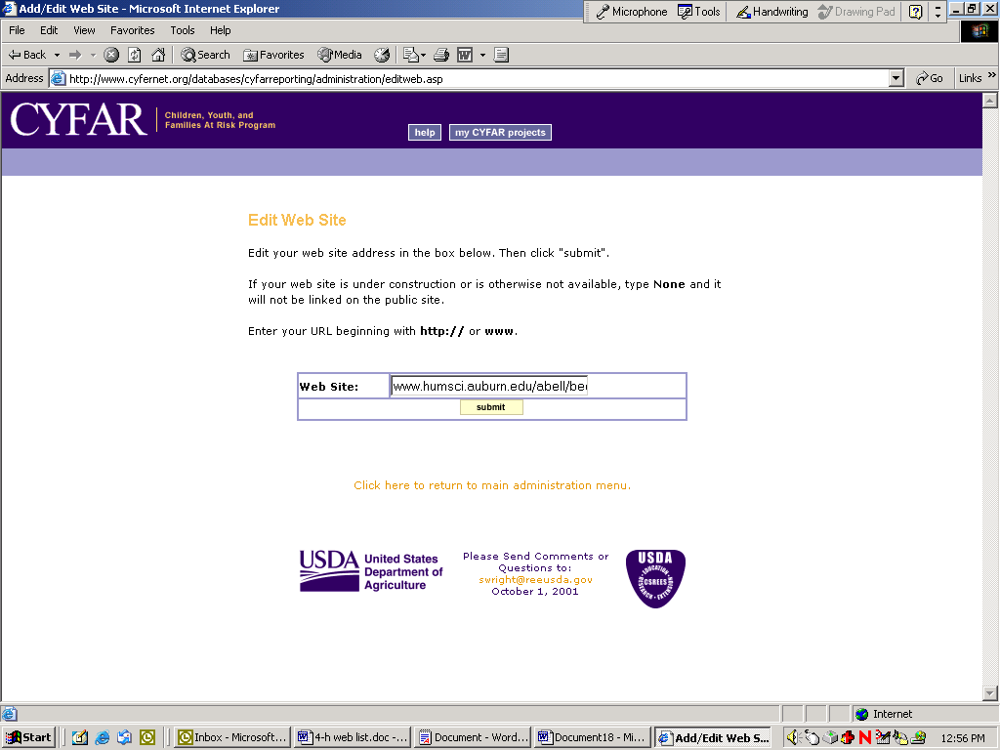 Add/Edit Web Site - Microsoft Internet Explorer
Microphone Tools Handwriting Drawing Pad
File Edit View Favorites Tools Help
Back Search Favorites Media
Address http://www.cyfernet.org/databases/cyfarreporting/administration/editweb.asp Go Links »
CYFAR
Children, Youth, and
Families At Risk Program
help my CYFAR projects
Edit Web Site
Edit your web site address in the box below. Then click "submit".
If your web site is under construction or is otherwise not available, type None and it
will not be linked on the public site.
Enter your URL beginning with http:// or www.
Web Site: www.humsci.auburn.edu/abell/bec
submit
Click here to return to main administration menu.
USDA United States
Department of
Agriculture
Please Send Comments or
Questions to:
swright@reeusda.gov
October 1, 2001
USDA
CSREES
RESEARCH · EDUCATION · EXTENSION
Internet
Start Inbox - Microsoft... 4-h web list.doc -... Document - Word... Document18 - Mi... Add/Edit Web S... 12:56 PM